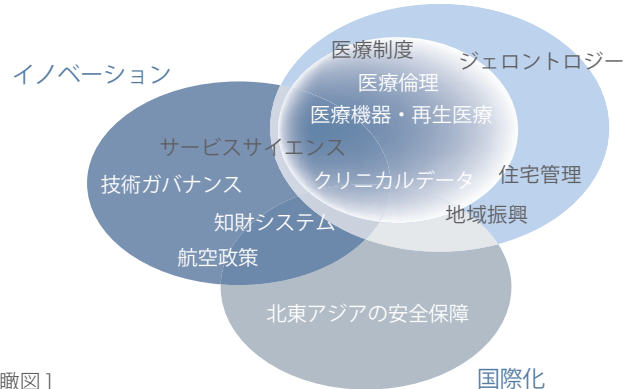 医療制度
ジェロントロジー
イノベーション
医療倫理
医療機器・再生医療
サービスサイエンス
技術ガバナンス
クリニカルデータ
住宅管理
知財システム
地域振興
航空政策
北東アジアの安全保障
瞰図1
国際化